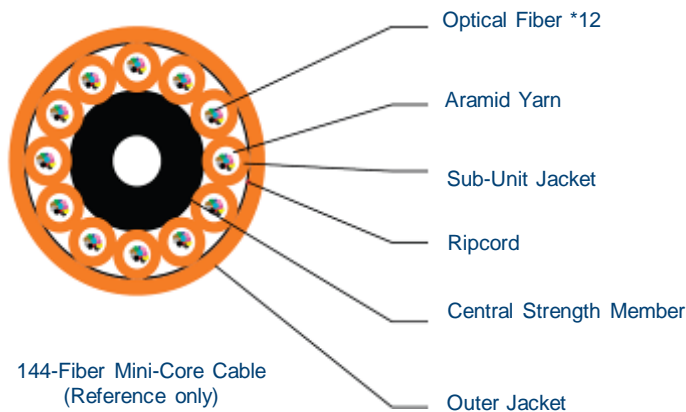 Optical Fiber *12
Aramid Yarn
Sub-Unit Jacket
Ripcord
Central Strength Member
Outer Jacket
144-Fiber Mini-Core Cable
(Reference only)